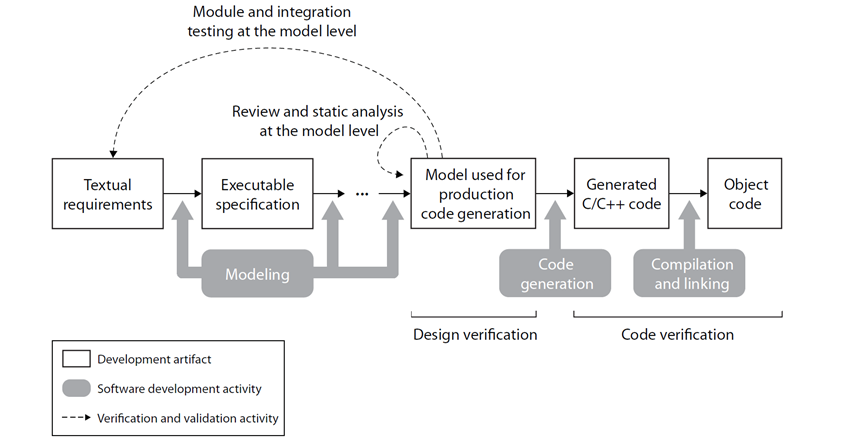 Module and integration
testing at the model level
Review and static analysis
at the model level
Textual
requirements
Executable
specification
...
Model used for
production
code generation
Generated
C/C++ code
Object
code
Modeling
Code
generation
Compilation
and linking
Design verification
Code verification
Development artifact
Software development activity
Verification and validation activity